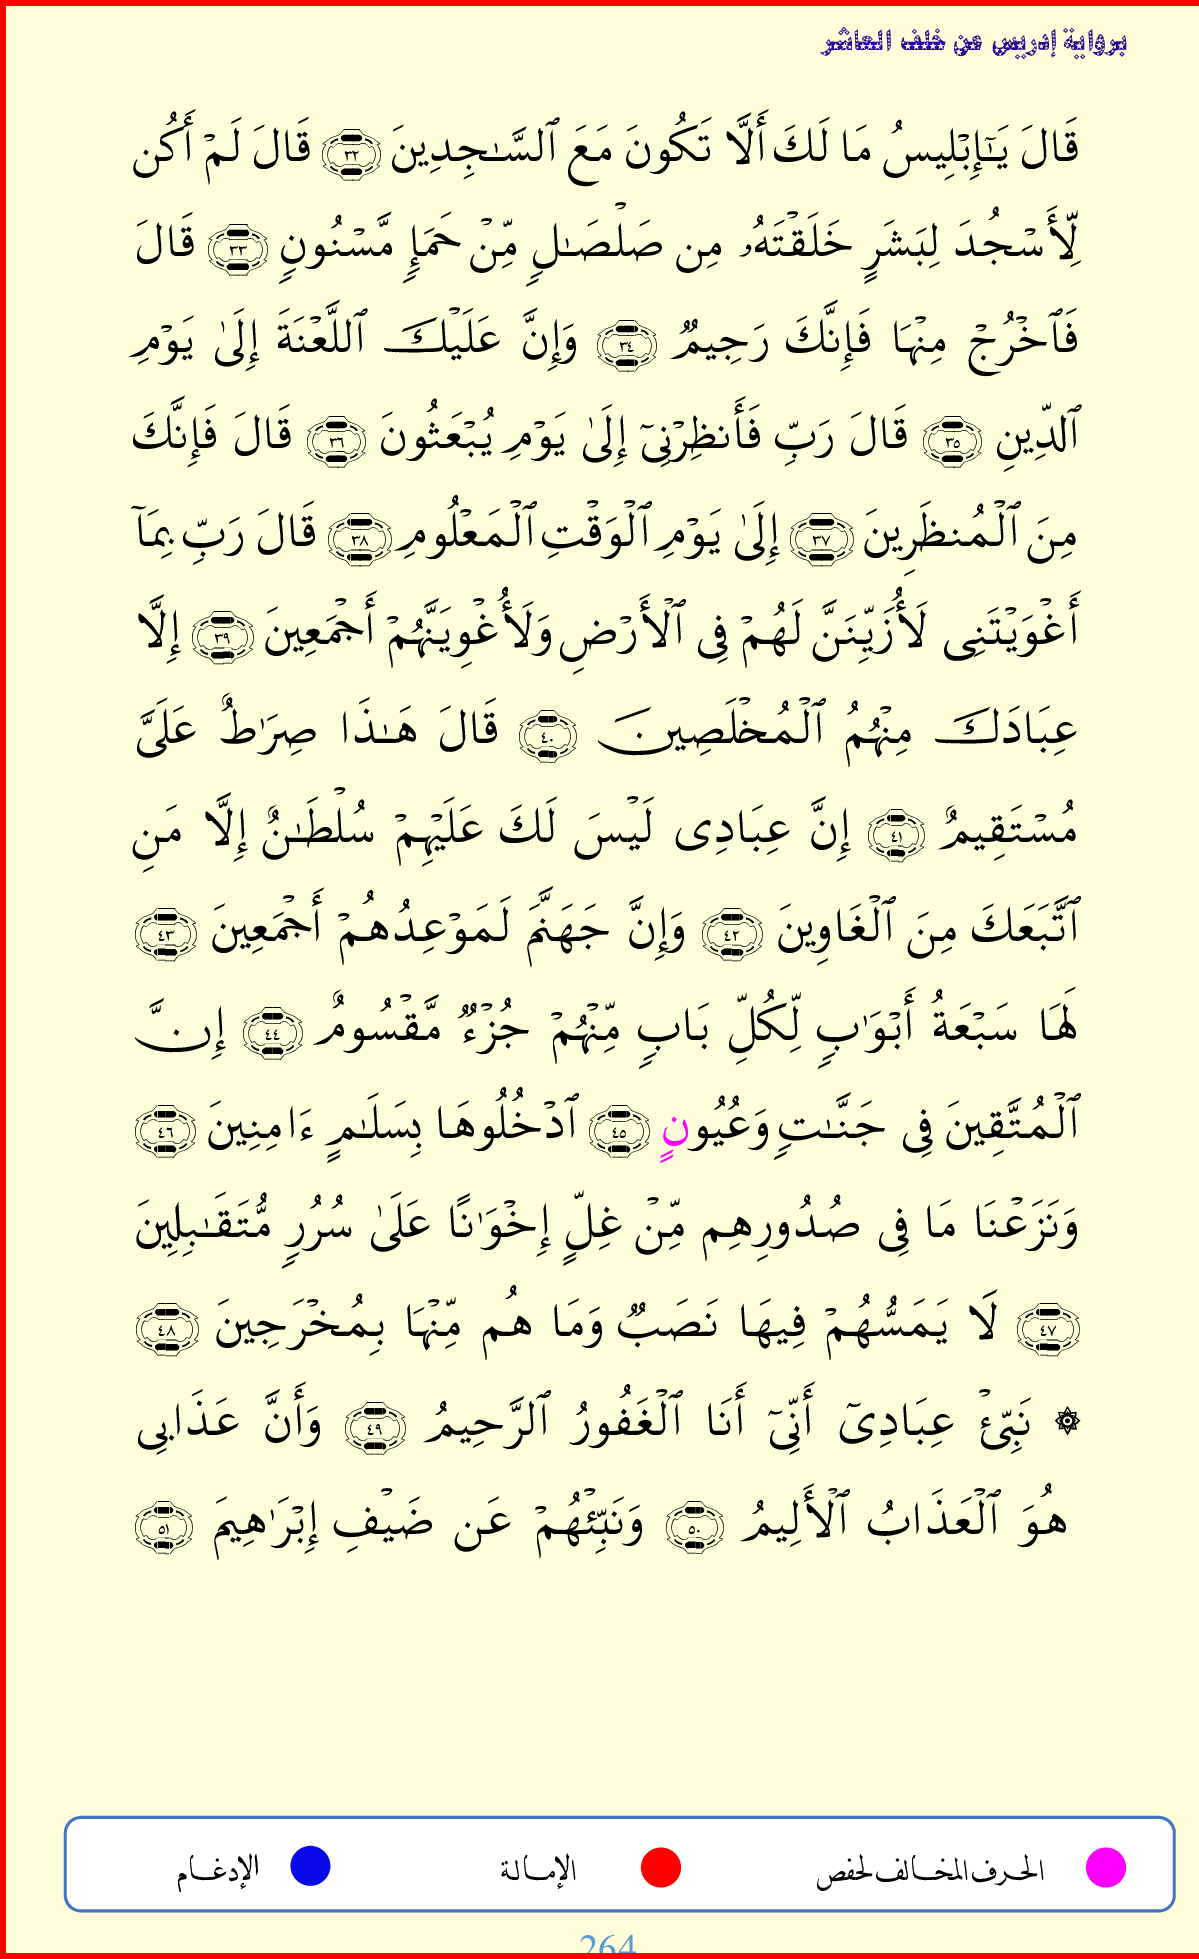 برواية إدريس عن خلف العاشر
قَالَ يَـٰٓإِبْلِيسُ مَا لَكَ أَلَّا تَكُونَ مَعَ ٱلسَّـٰجِدِينَ ٣٢ قَالَ لَمْ أَكُن
لِّأَسْجُدَ لِبَشَرٍ خَلَقْتَهُۥ مِن صَلْصَـٰلٍ مِّنْ حَمَإٍ مَّسْنُونٍ ٣٣ قَالَ
فَٱخْرُجْ مِنْهَا فَإِنَّكَ رَجِيمٌ ٣٤ وَإِنَّ عَلَيْكَ ٱللَّعْنَةَ إِلَىٰ يَوْمِ
ٱلدِّينِ ٣٥ قَالَ رَبِّ فَأَنظِرْنِىٓ إِلَىٰ يَوْمِ يُبْعَثُونَ ٣٦ قَالَ فَإِنَّكَ
مِنَ ٱلْمُنظَرِينَ ٣٧ إِلَىٰ يَوْمِ ٱلْوَقْتِ ٱلْمَعْلُومِ ٣٨ قَالَ رَبِّ بِمَآ
أَغْوَيْتَنِى لَأُزَيِّنَنَّ لَهُمْ فِى ٱلْأَرْضِ وَلَأُغْوِيَنَّهُمْ أَجْمَعِينَ ٣٩ إِلَّا
عِبَادَكَ مِنْهُمُ ٱلْمُخْلَصِينَ ٤٠ قَالَ هَـٰذَا صِرَٰطٌ عَلَىَّ
مُسْتَقِيمٌ ٤١ إِنَّ عِبَادِى لَيْسَ لَكَ عَلَيْهِمْ سُلْطَـٰنٌ إِلَّا مَنِ
ٱتَّبَعَكَ مِنَ ٱلْغَاوِينَ ٤٢ وَإِنَّ جَهَنَّمَ لَمَوْعِدُهُمْ أَجْمَعِينَ ٤٣
لَهَا سَبْعَةُ أَبْوَٰبٍ لِّكُلِّ بَابٍ مِّنْهُمْ جُزْءٌ مَّقْسُومٌ ٤٤ إِنَّ
ٱلْمُتَّقِينَ فِى جَنَّـٰتٍ وَعُيُونٍ ٤٥ ٱدْخُلُوهَا بِسَلَـٰمٍ ءَامِنِينَ ٤٦
وَنَزَعْنَا مَا فِى صُدُورِهِم مِّنْ غِلٍّ إِخْوَٰنًا عَلَىٰ سُرُرٍ مُّتَقَـٰبِلِينَ
٤٧ لَا يَمَسُّهُمْ فِيهَا نَصَبٌ وَمَا هُم مِّنْهَا بِمُخْرَجِينَ ٤٨
۞ نَبِّئْ عِبَادِىٓ أَنِّىٓ أَنَا ٱلْغَفُورُ ٱلرَّحِيمُ ٤٩ وَأَنَّ عَذَابِى
هُوَ ٱلْعَذَابُ ٱلْأَلِيمُ ٥٠ وَنَبِّئْهُمْ عَن ضَيْفِ إِبْرَٰهِيمَ ٥١
الحرف المخالف لحفص الإمالة الإدغام
264